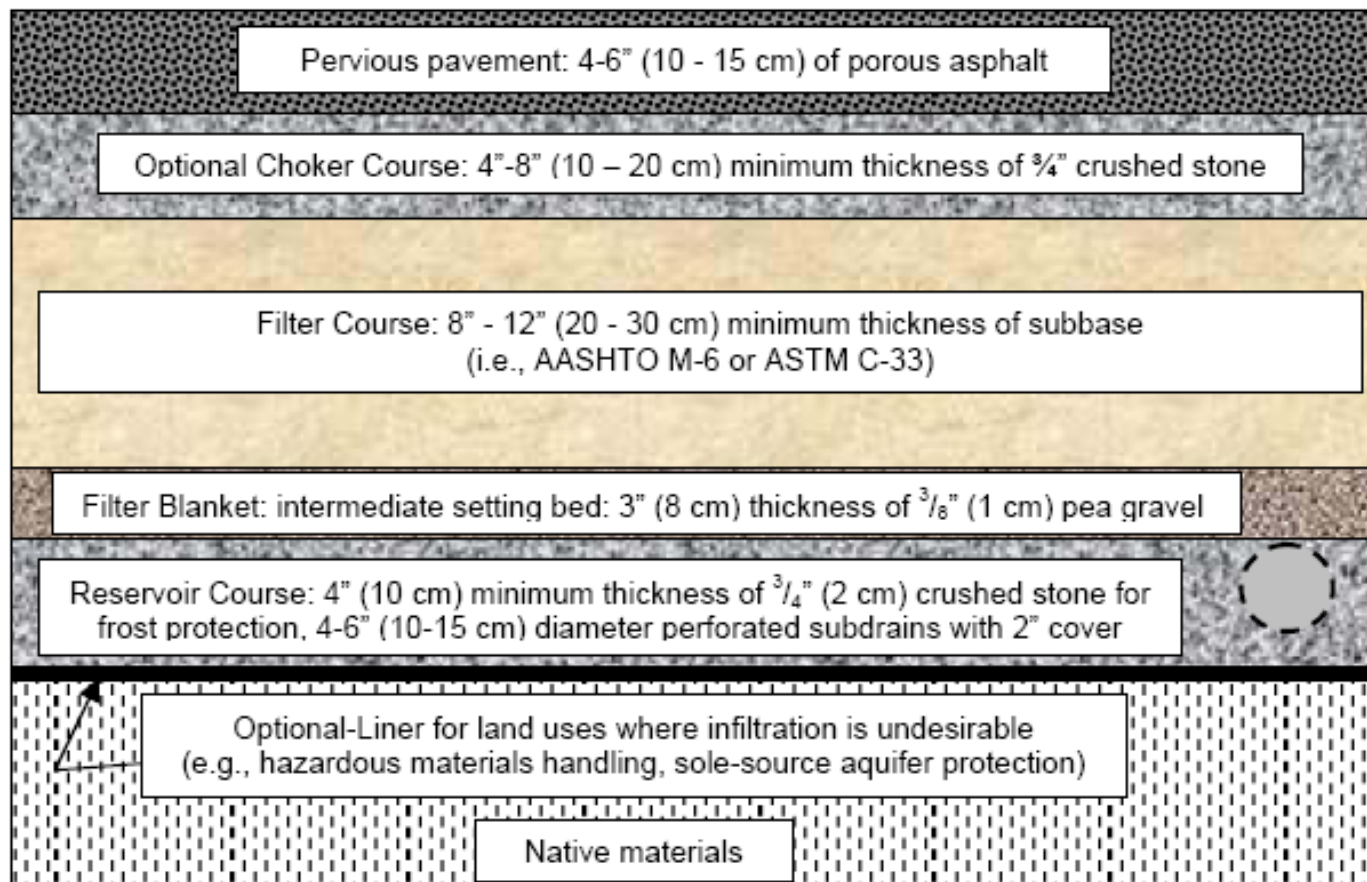 Pervious pavement: 4-6” (10 - 15 cm) of porous asphalt
Optional Choker Course: 4”-8” (10 – 20 cm) minimum thickness of ¾” crushed stone
Filter Course: 8” - 12” (20 - 30 cm) minimum thickness of subbase
(i.e., AASHTO M-6 or ASTM C-33)
Filter Blanket: intermediate setting bed: 3” (8 cm) thickness of ³/₈” (1 cm) pea gravel
Reservoir Course: 4” (10 cm) minimum thickness of ³/₄” (2 cm) crushed stone for
frost protection, 4-6” (10-15 cm) diameter perforated subdrains with 2” cover
Optional-Liner for land uses where infiltration is undesirable
(e.g., hazardous materials handling, sole-source aquifer protection)
Native materials